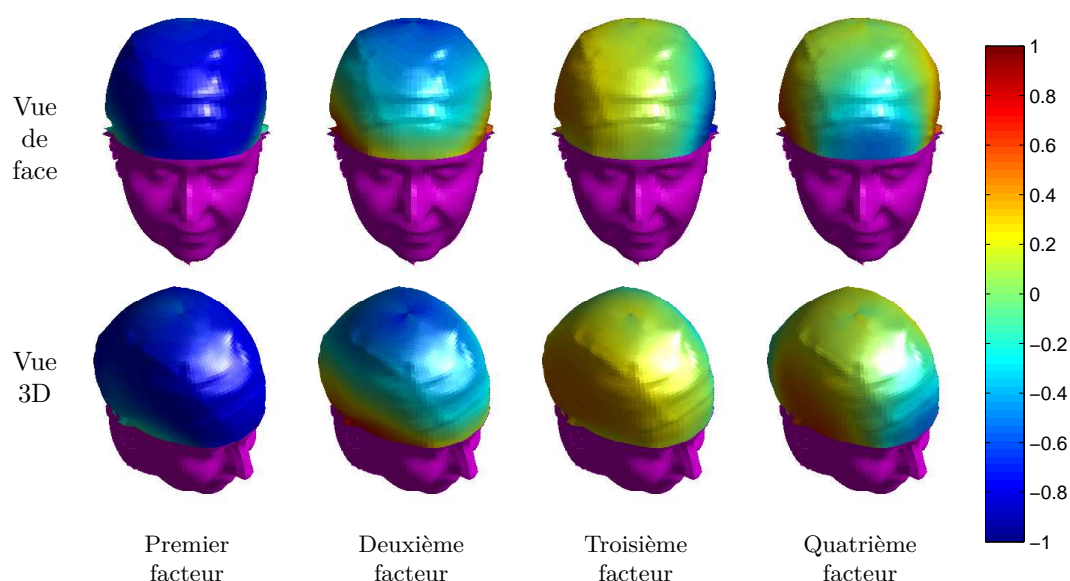 Vue
de
face
Vue
3D
Premier
facteur
Deuxième
facteur
Troisième
facteur
Quatrième
facteur
1
0.8
0.6
0.4
0.2
0
−0.2
−0.4
−0.6
−0.8
−1